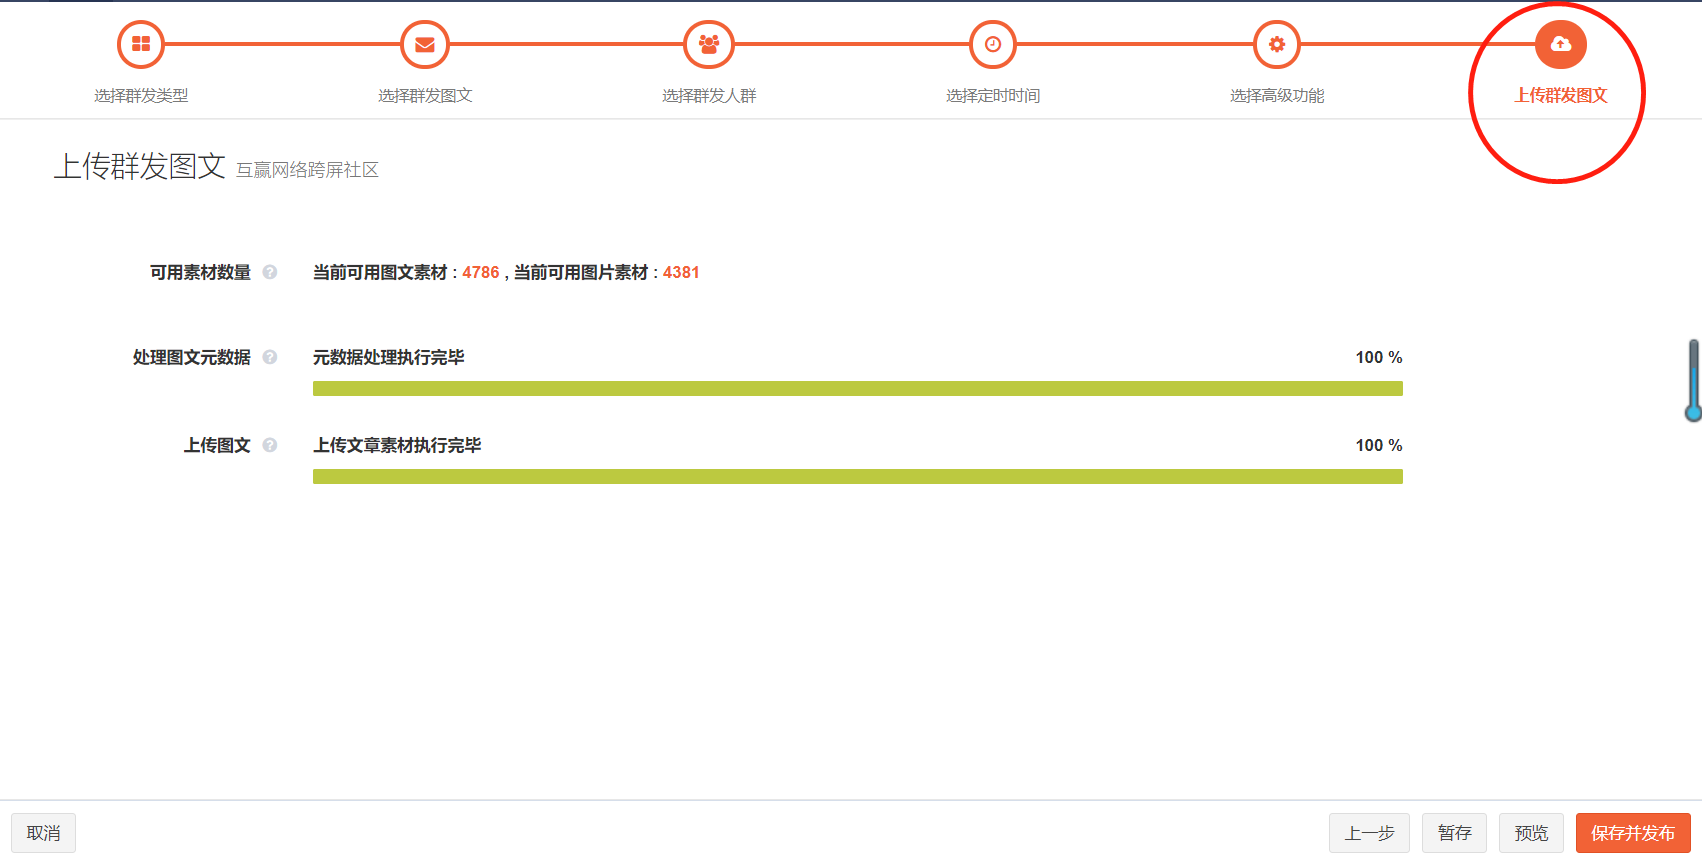 选择群发类型
选择群发图文
选择群发人群
选择定时时间
选择高级功能
上传群发图文
上传群发图文 互赢网络跨屏社区
可用素材数量 ? 当前可用图文素材 : 4786 , 当前可用图片素材 : 4381
处理图文元数据 ? 元数据处理执行完毕 100 %
上传图文 ? 上传文章素材执行完毕 100 %
取消 上一步 暂存 预览 保存并发布